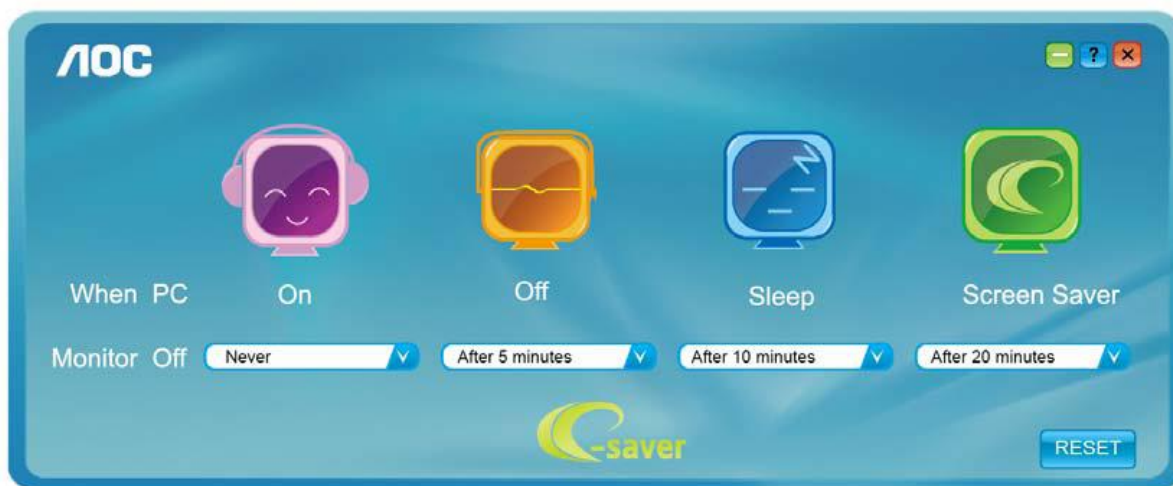 AOC
?
When PC On Off Sleep Screen Saver
Monitor Off Never After 5 minutes After 10 minutes After 20 minutes
e-saver
RESET